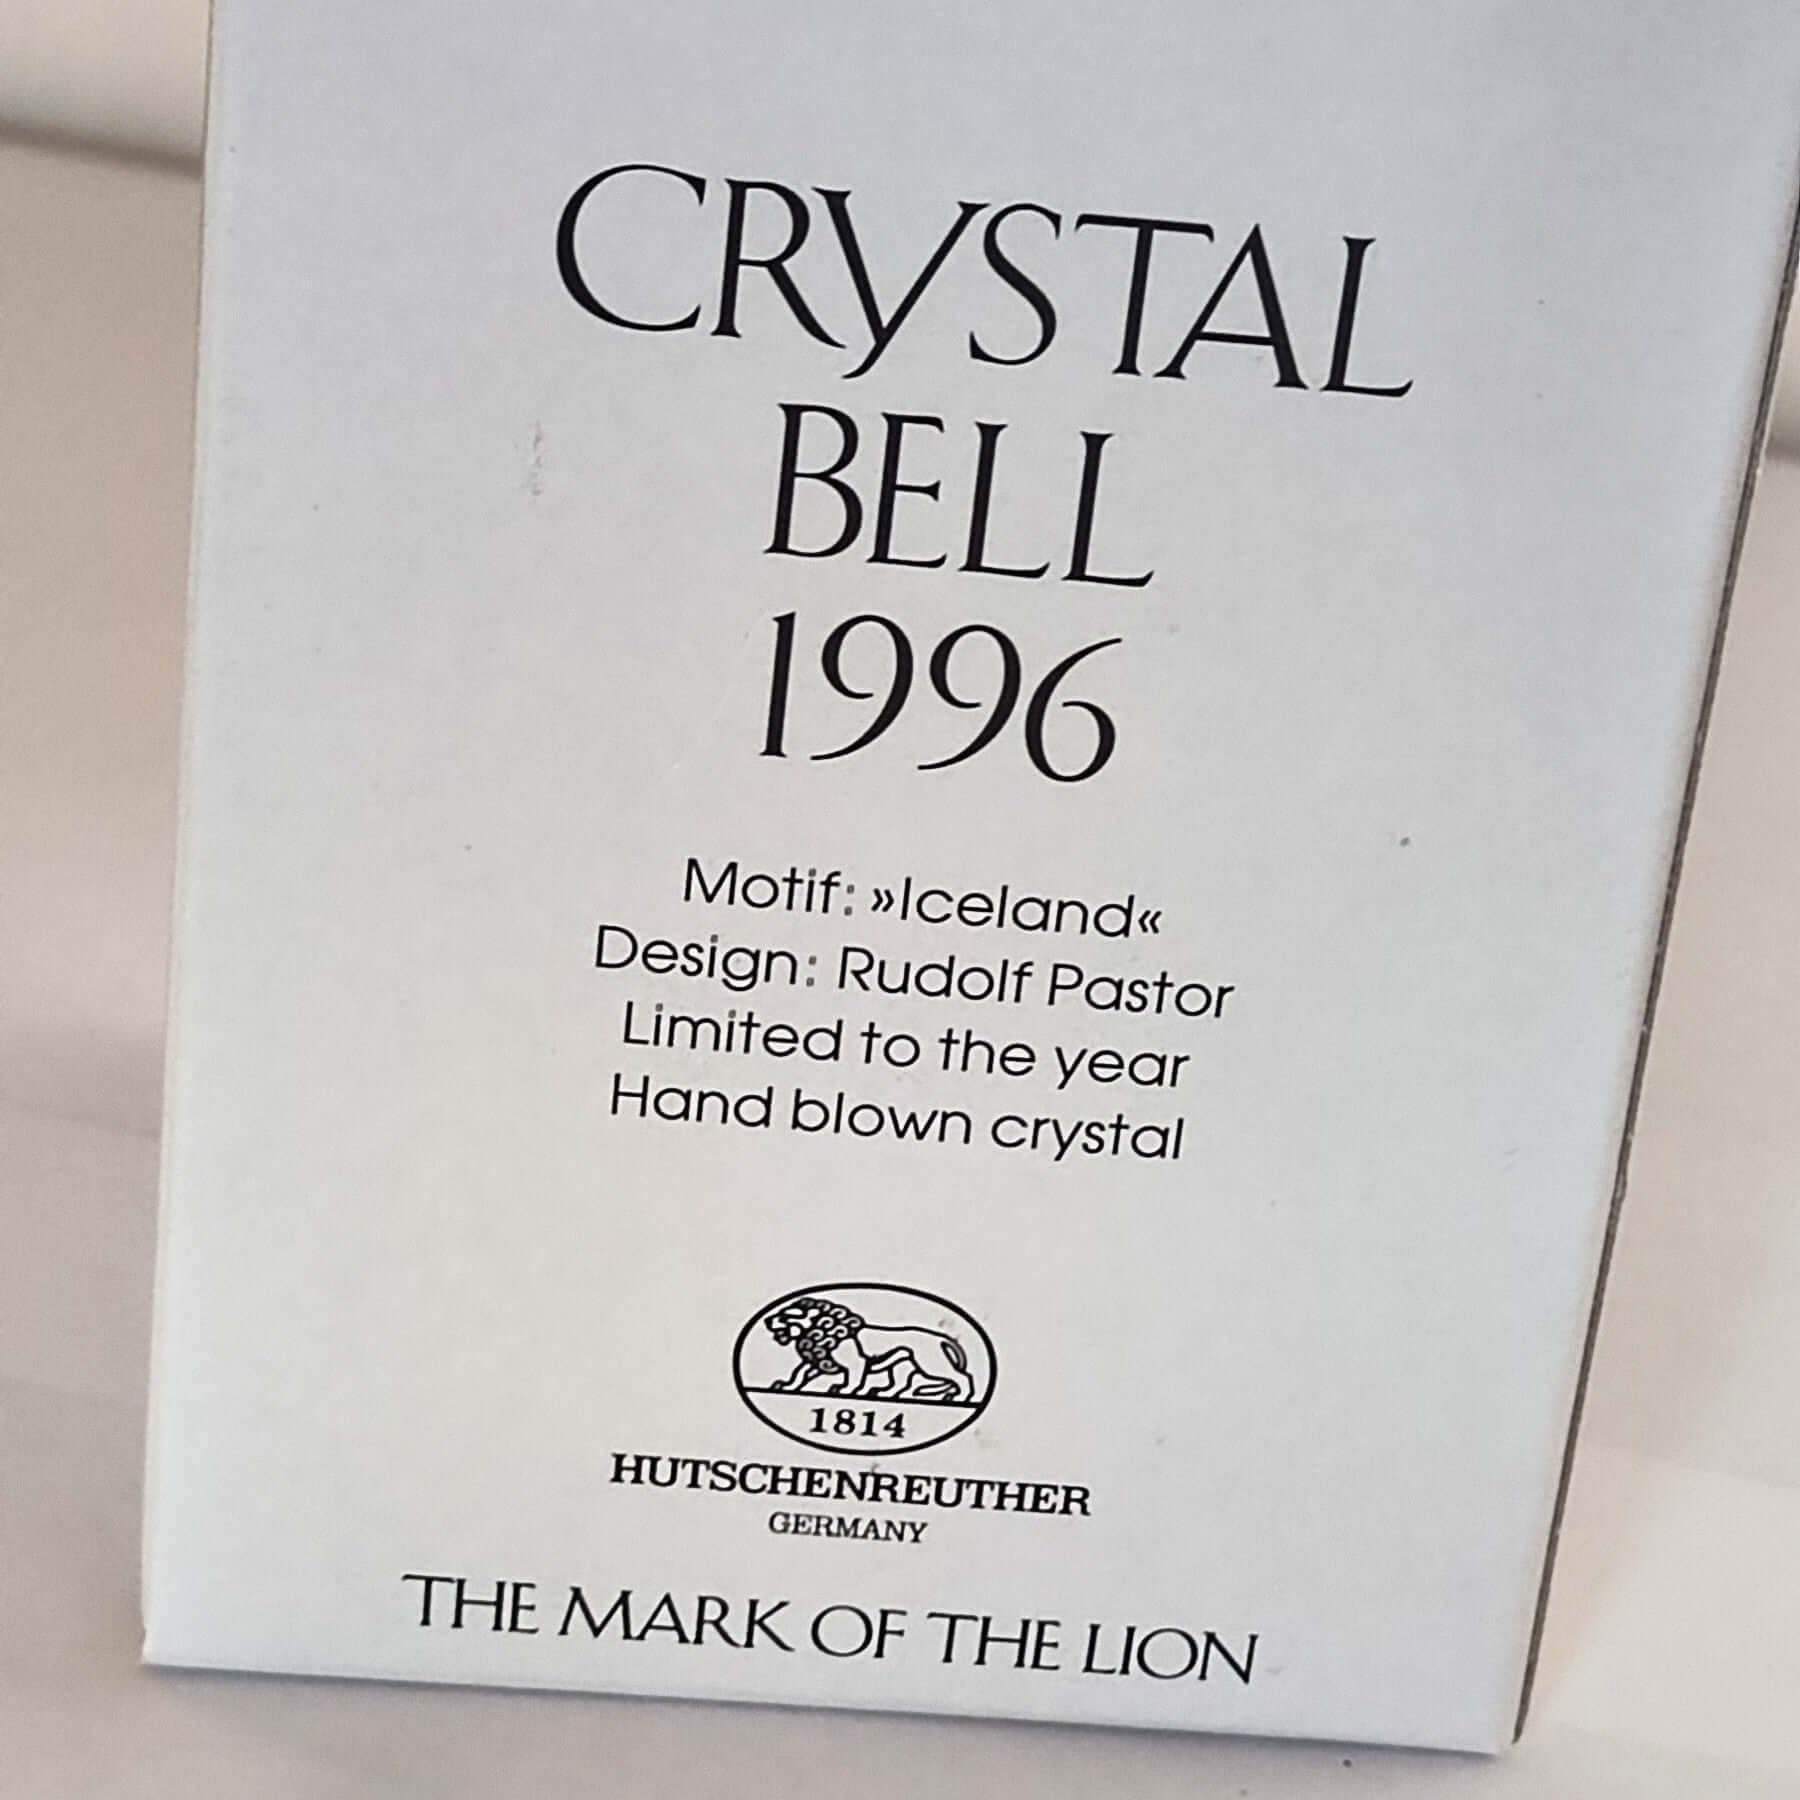 CRYSTAL
BELL
1996
Motif: »Iceland«
Design: Rudolf Pastor
Limited to the year
Hand blown crystal
1814
HUTSCHENREUTHER
GERMANY
THE MARK OF THE LION